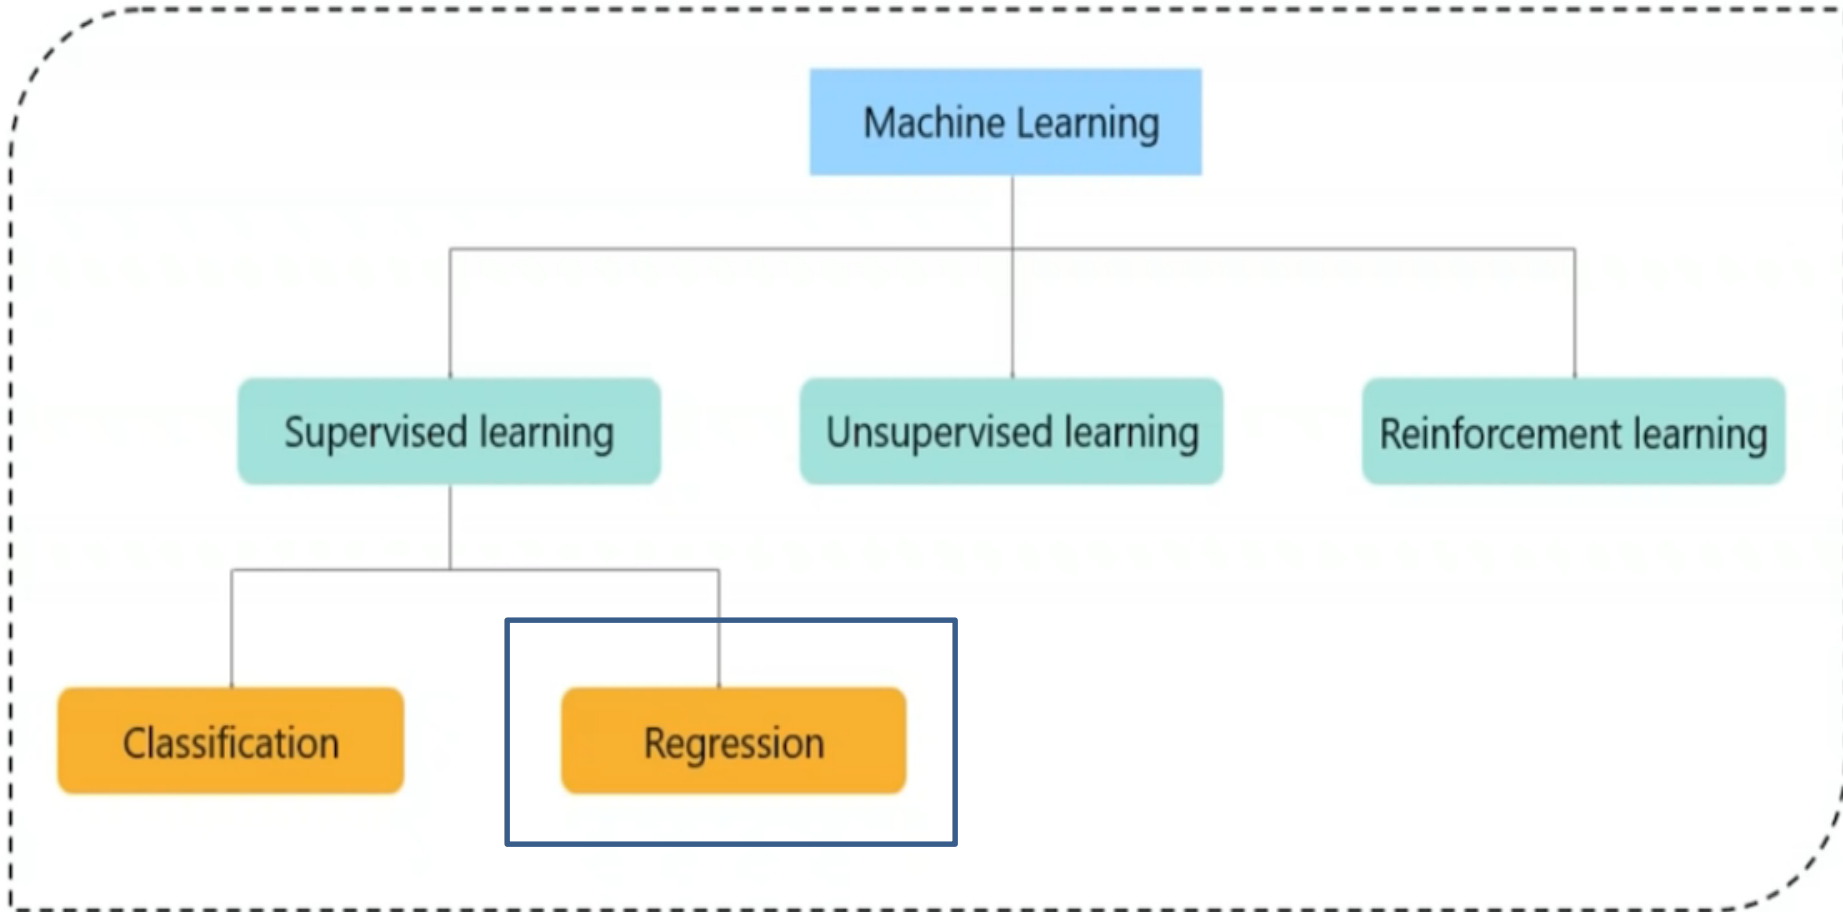 Machine Learning
Supervised learning
Unsupervised learning
Reinforcement learning
Classification
Regression